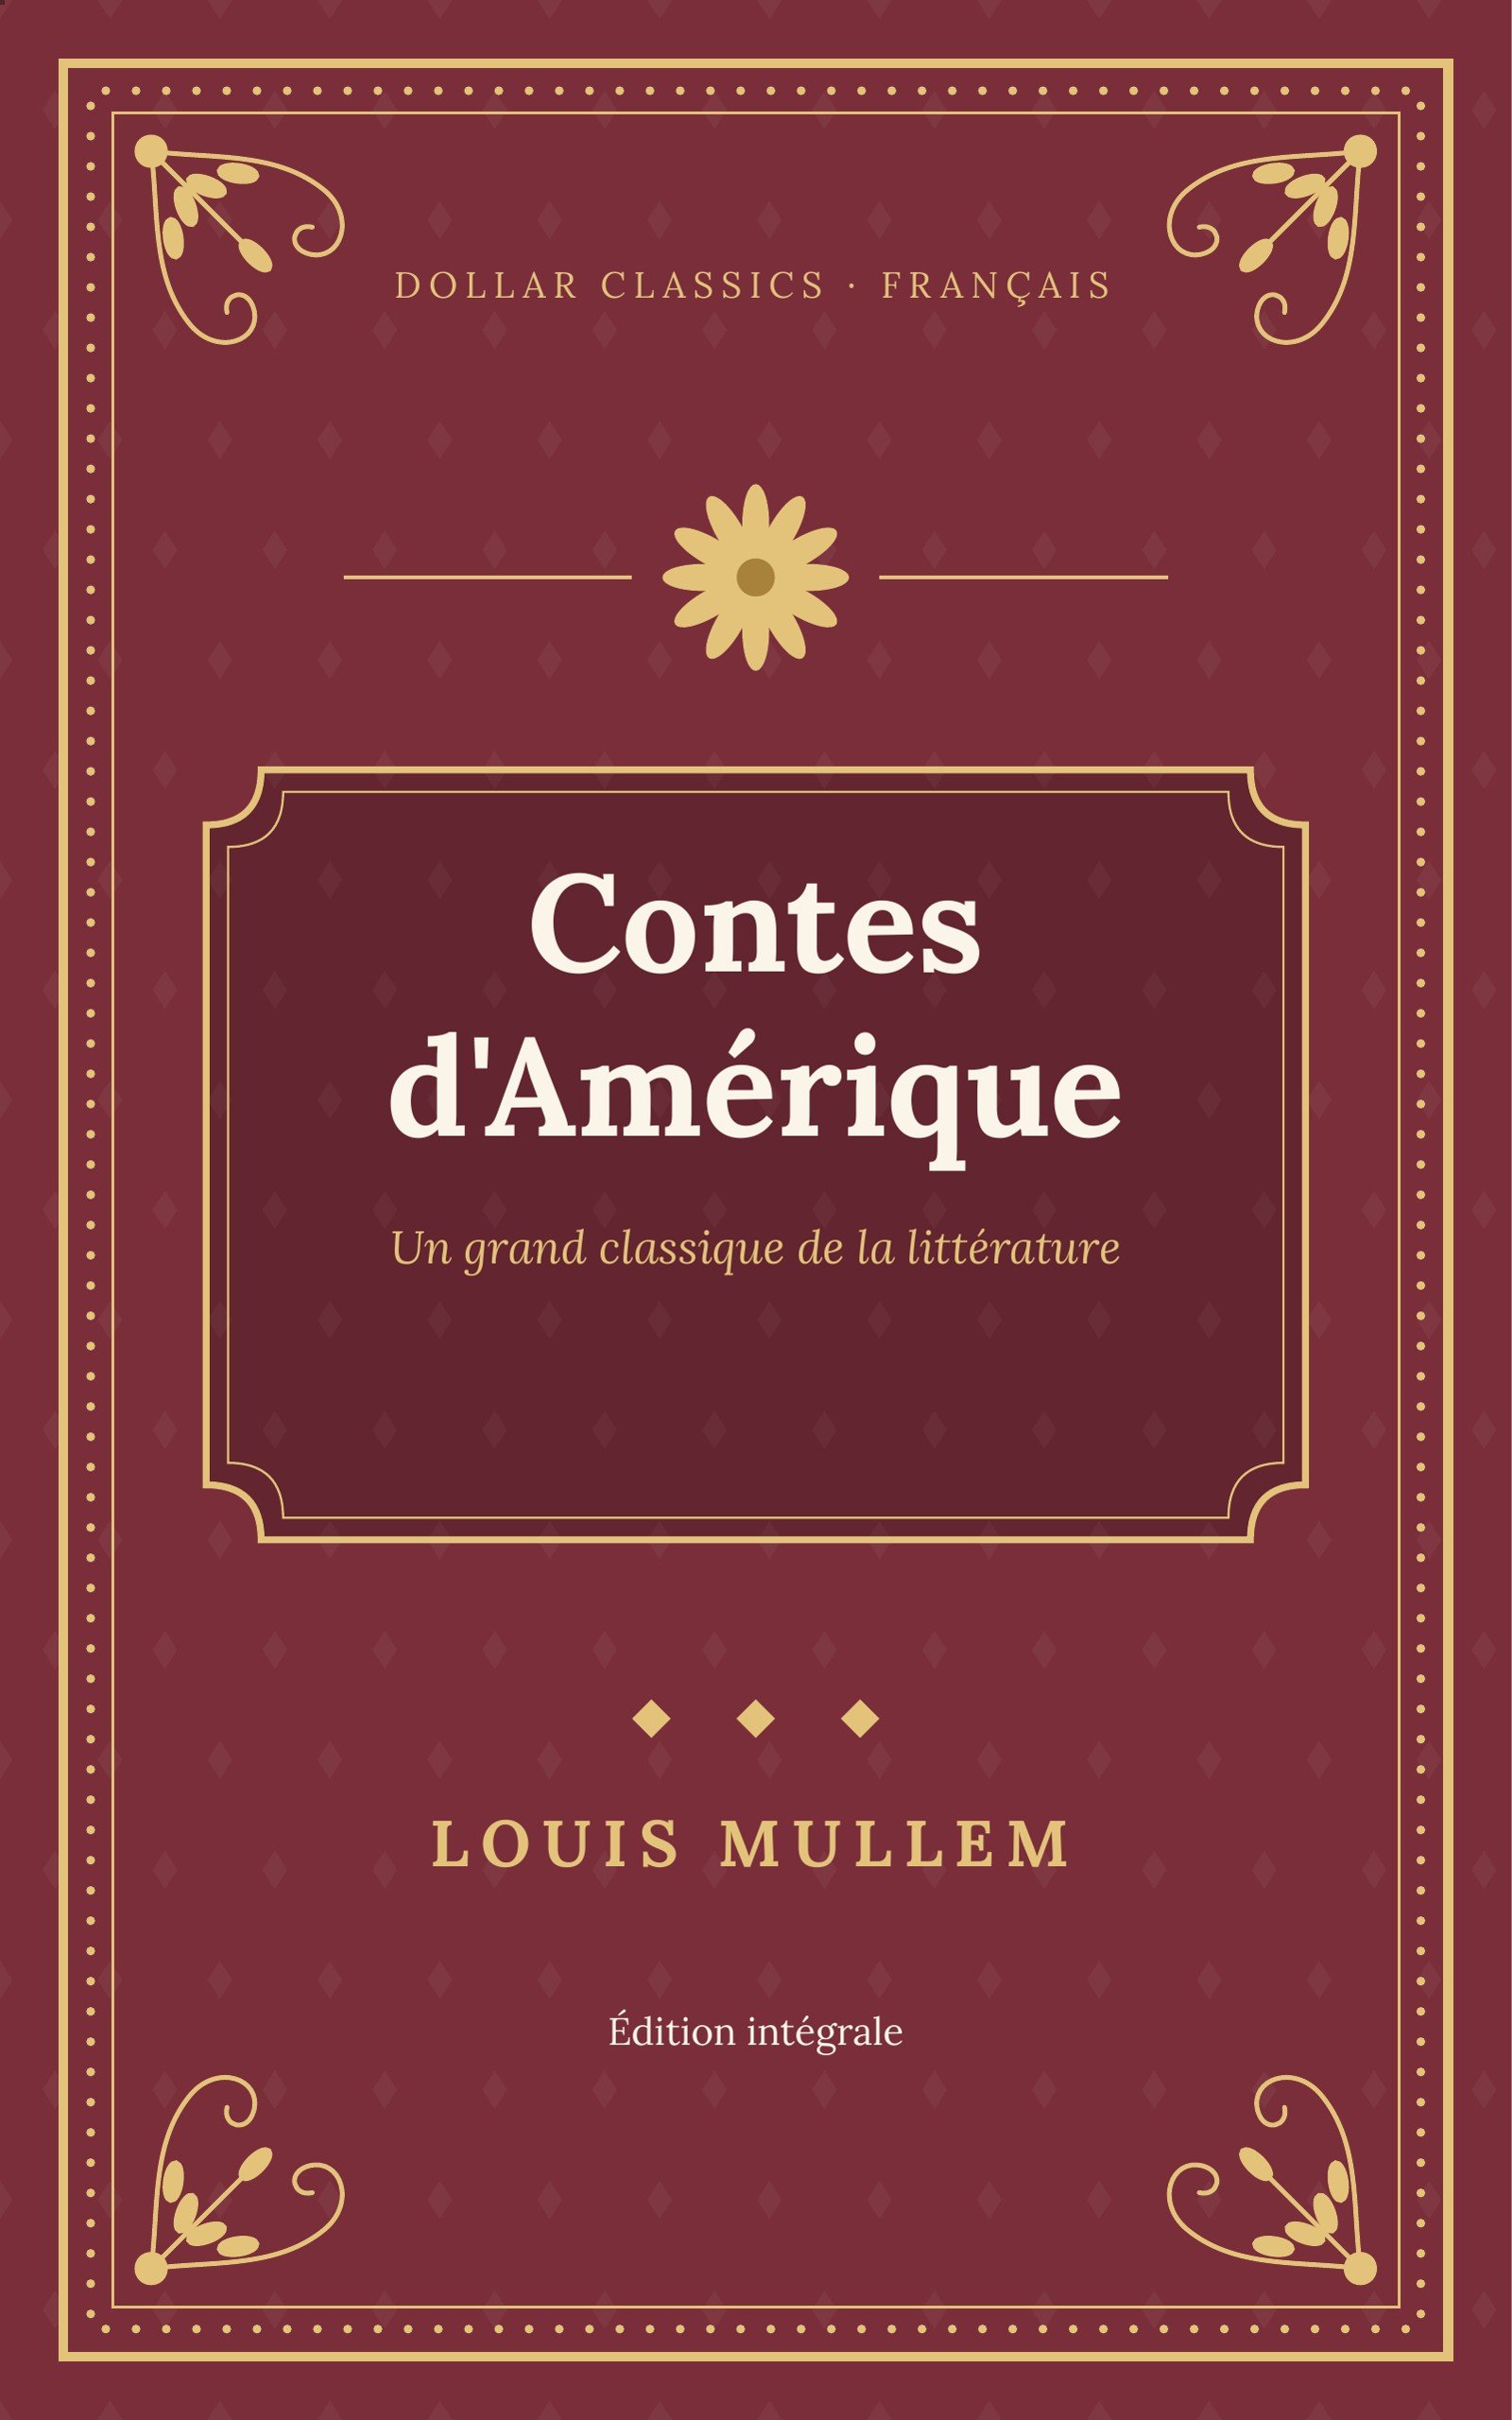 DOLLAR CLASSICS · FRANÇAIS
Contes
d'Amérique
Un grand classique de la littérature
LOUIS MULLEM
Édition intégrale